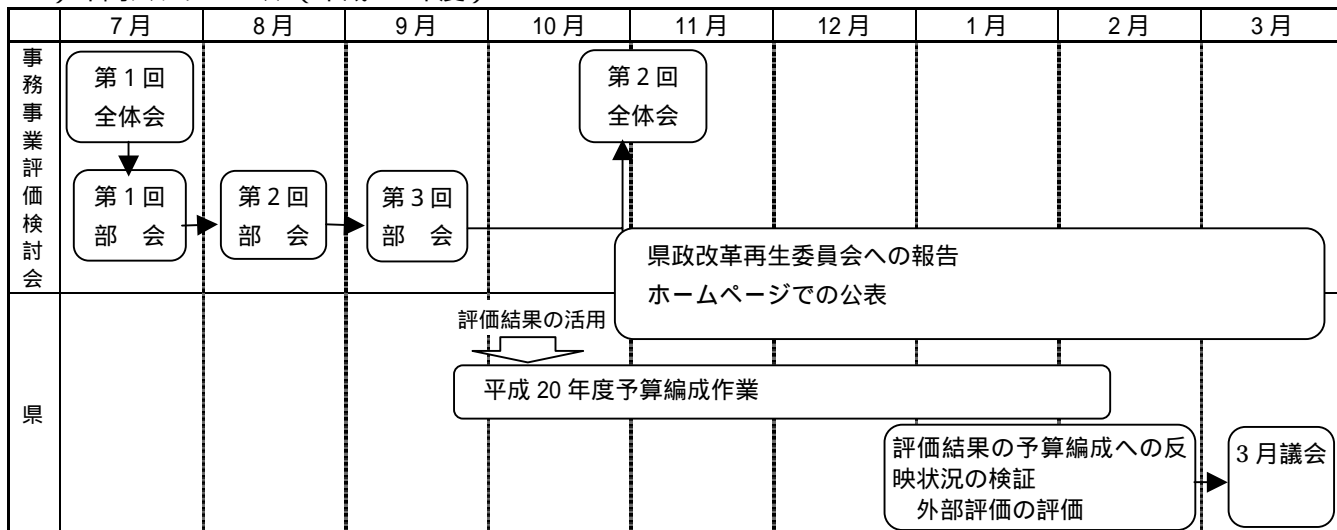 7月 8月 9月 10月 11月 12月 1月 2月 3月
事務事業評価検討会
第1回
全体会
第2回
全体会
第1回
部　会
第2回
部　会
第3回
部　会
県政改革再生委員会への報告
ホームページでの公表
評価結果の活用
県
平成20年度予算編成作業
評価結果の予算編成への反
映状況の検証
外部評価の評価
3月議会